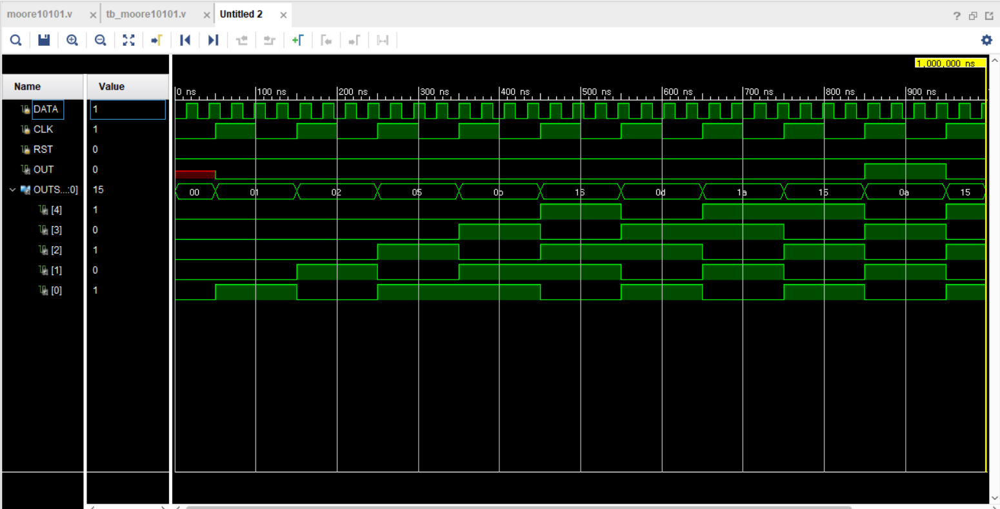 moore10101.v × tb_moore10101.v × Untitled 2 ×
1,000,000 ns
Name Value
0 ns 100 ns 200 ns 300 ns 400 ns 500 ns 600 ns 700 ns 800 ns 900 ns
DATA 1
CLK 1
RST 0
OUT 0
OUTS...:0] 15 00 01 02 05 0b 16 0d 1a 15 0a 15
[4] 1
[3] 0
[2] 1
[1] 0
[0] 1